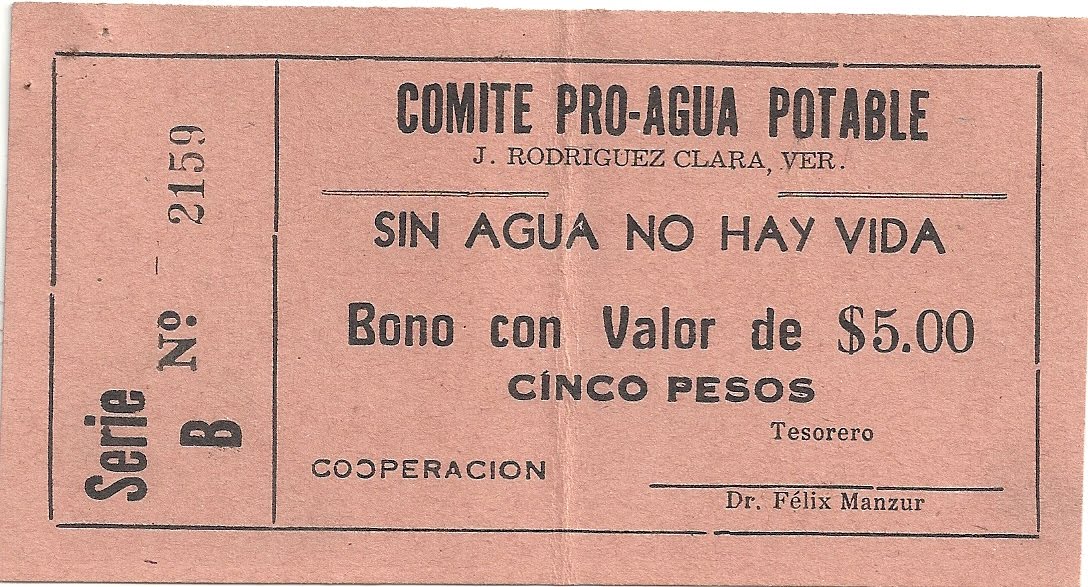 Serie B
Nº. - 2159
COMITE PRO-AGUA POTABLE
J. RODRIGUEZ CLARA, VER.
SIN AGUA NO HAY VIDA
Bono con Valor de $5.00
CINCO PESOS
Tesorero
COOPERACION
Dr. Félix Manzur